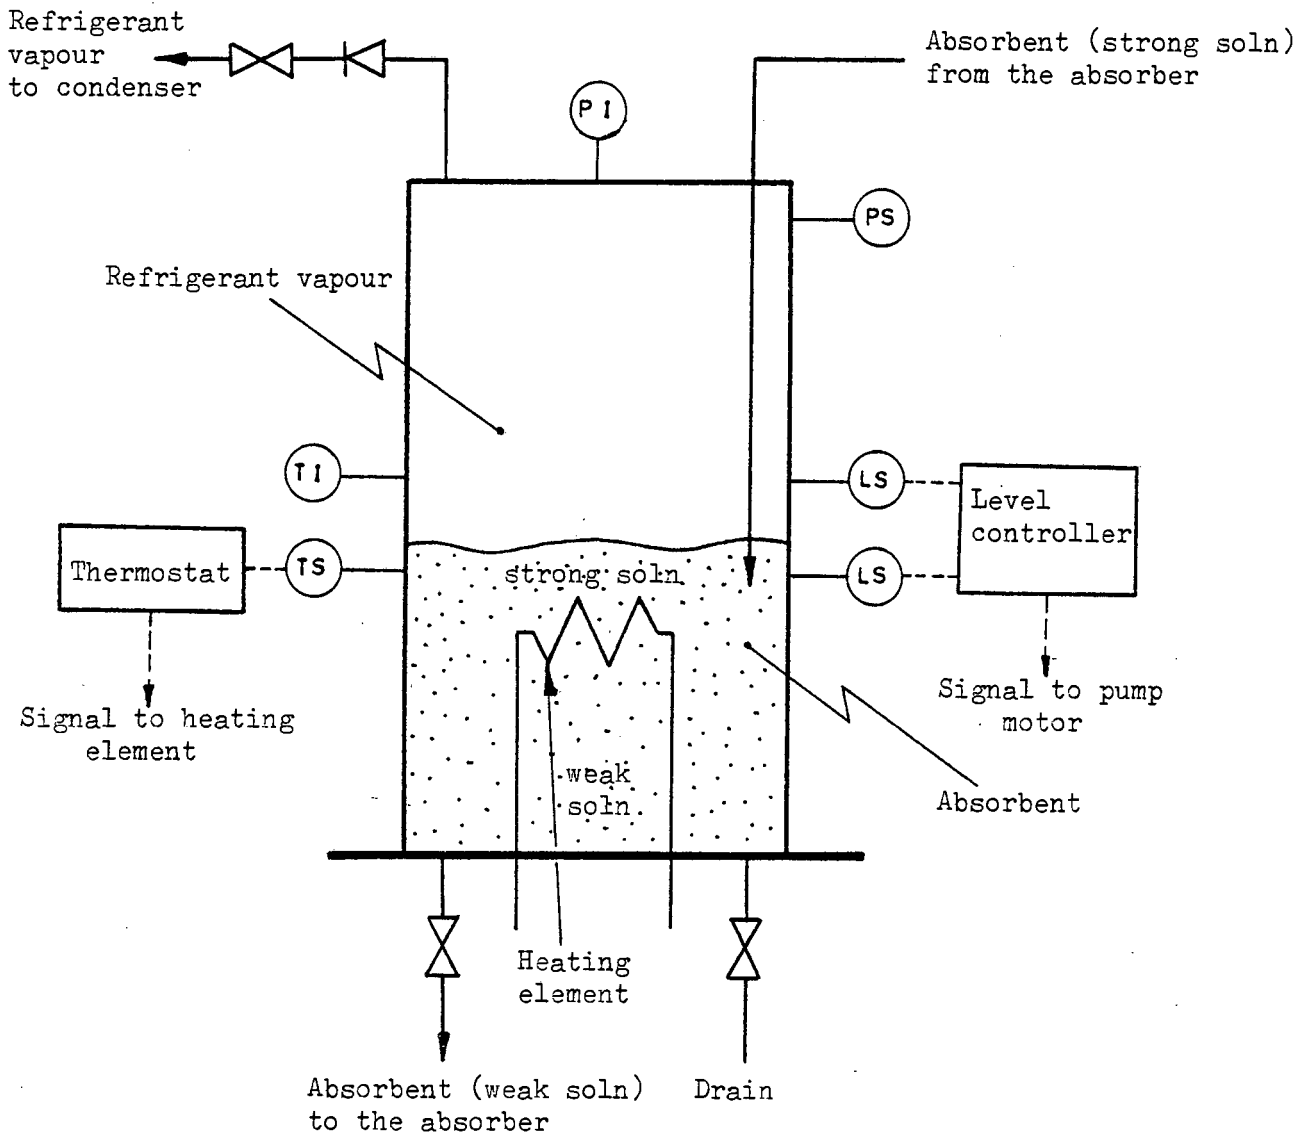 Refrigerant
vapour
to condenser
Absorbent (strong soln)
from the absorber
PI
PS
Refrigerant vapour
TI
LS
Level
controller
Thermostat
TS
strong soln
LS
Signal to heating
element
Signal to pump
motor
weak
soln
Absorbent
Heating
element
Absorbent (weak soln)
to the absorber
Drain